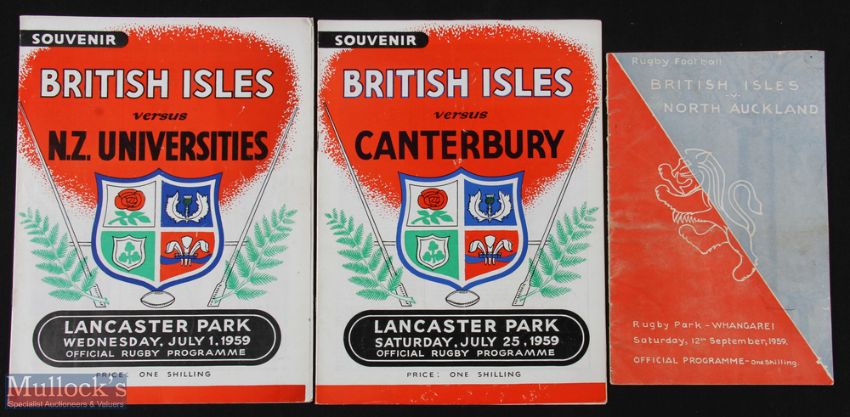 SOUVENIR
BRITISH ISLES
versus
N.Z. UNIVERSITIES
LANCASTER PARK
WEDNESDAY, JULY 1, 1959
OFFICIAL RUGBY PROGRAMME
PRICE: ONE SHILLING
SOUVENIR
BRITISH ISLES
versus
CANTERBURY
LANCASTER PARK
SATURDAY, JULY 25, 1959
OFFICIAL RUGBY PROGRAMME
PRICE: ONE SHILLING
Rugby Football
BRITISH ISLES
NORTH AUCKLAND
Rugby Park - WHANGAREI
Saturday, 12th September, 1959.
OFFICIAL PROGRAMME - One Shilling.
Mullock's
Specialist Auctioneers & Valuers